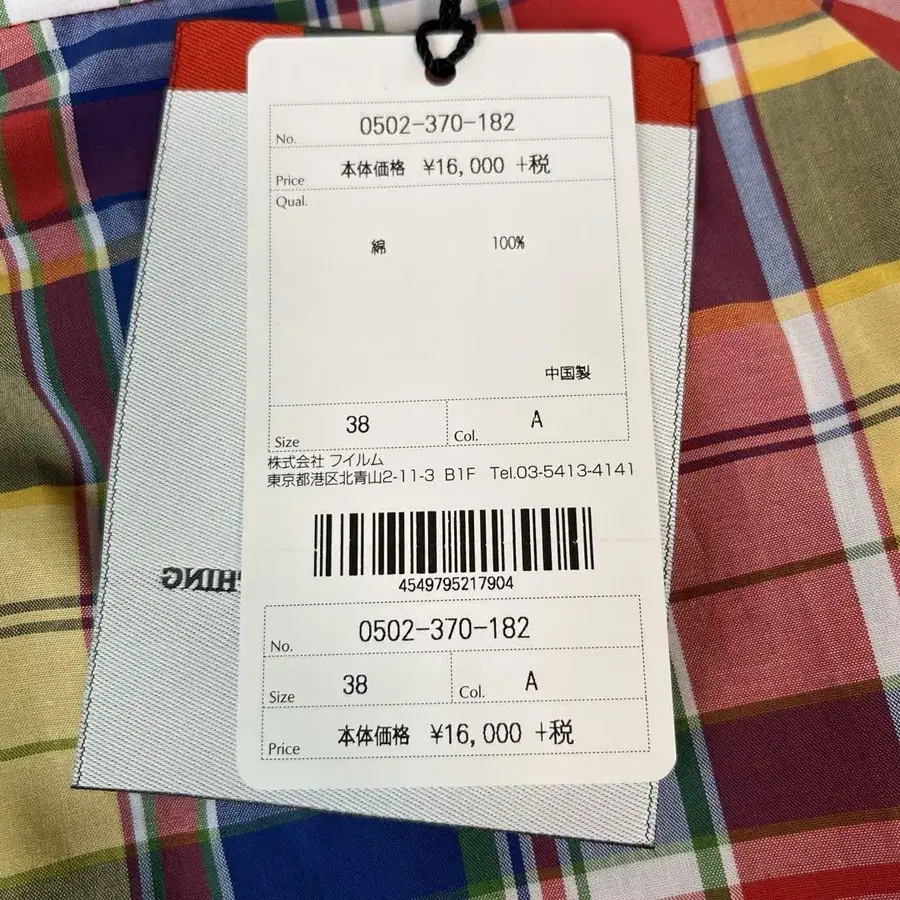 No. 0502-370-182
Price 本体価格 ¥16,000 +税
Qual.
綿 100%
中国製
Size 38 Col. A
株式会社 フイルム
東京都港区北青山2-11-3 B1F Tel.03-5413-4141
4549795217904
No. 0502-370-182
Size 38 Col. A
Price 本体価格 ¥16,000 +税